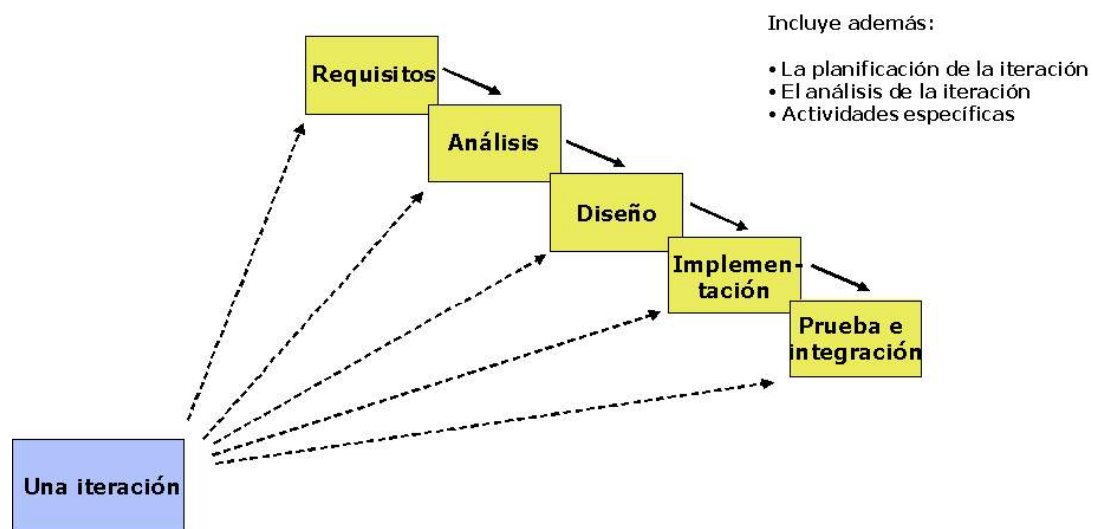 Incluye además:
• La planificación de la iteración
• El análisis de la iteración
• Actividades específicas
Requisitos
Análisis
Diseño
Implemen-
tación
Prueba e
integración
Una iteración